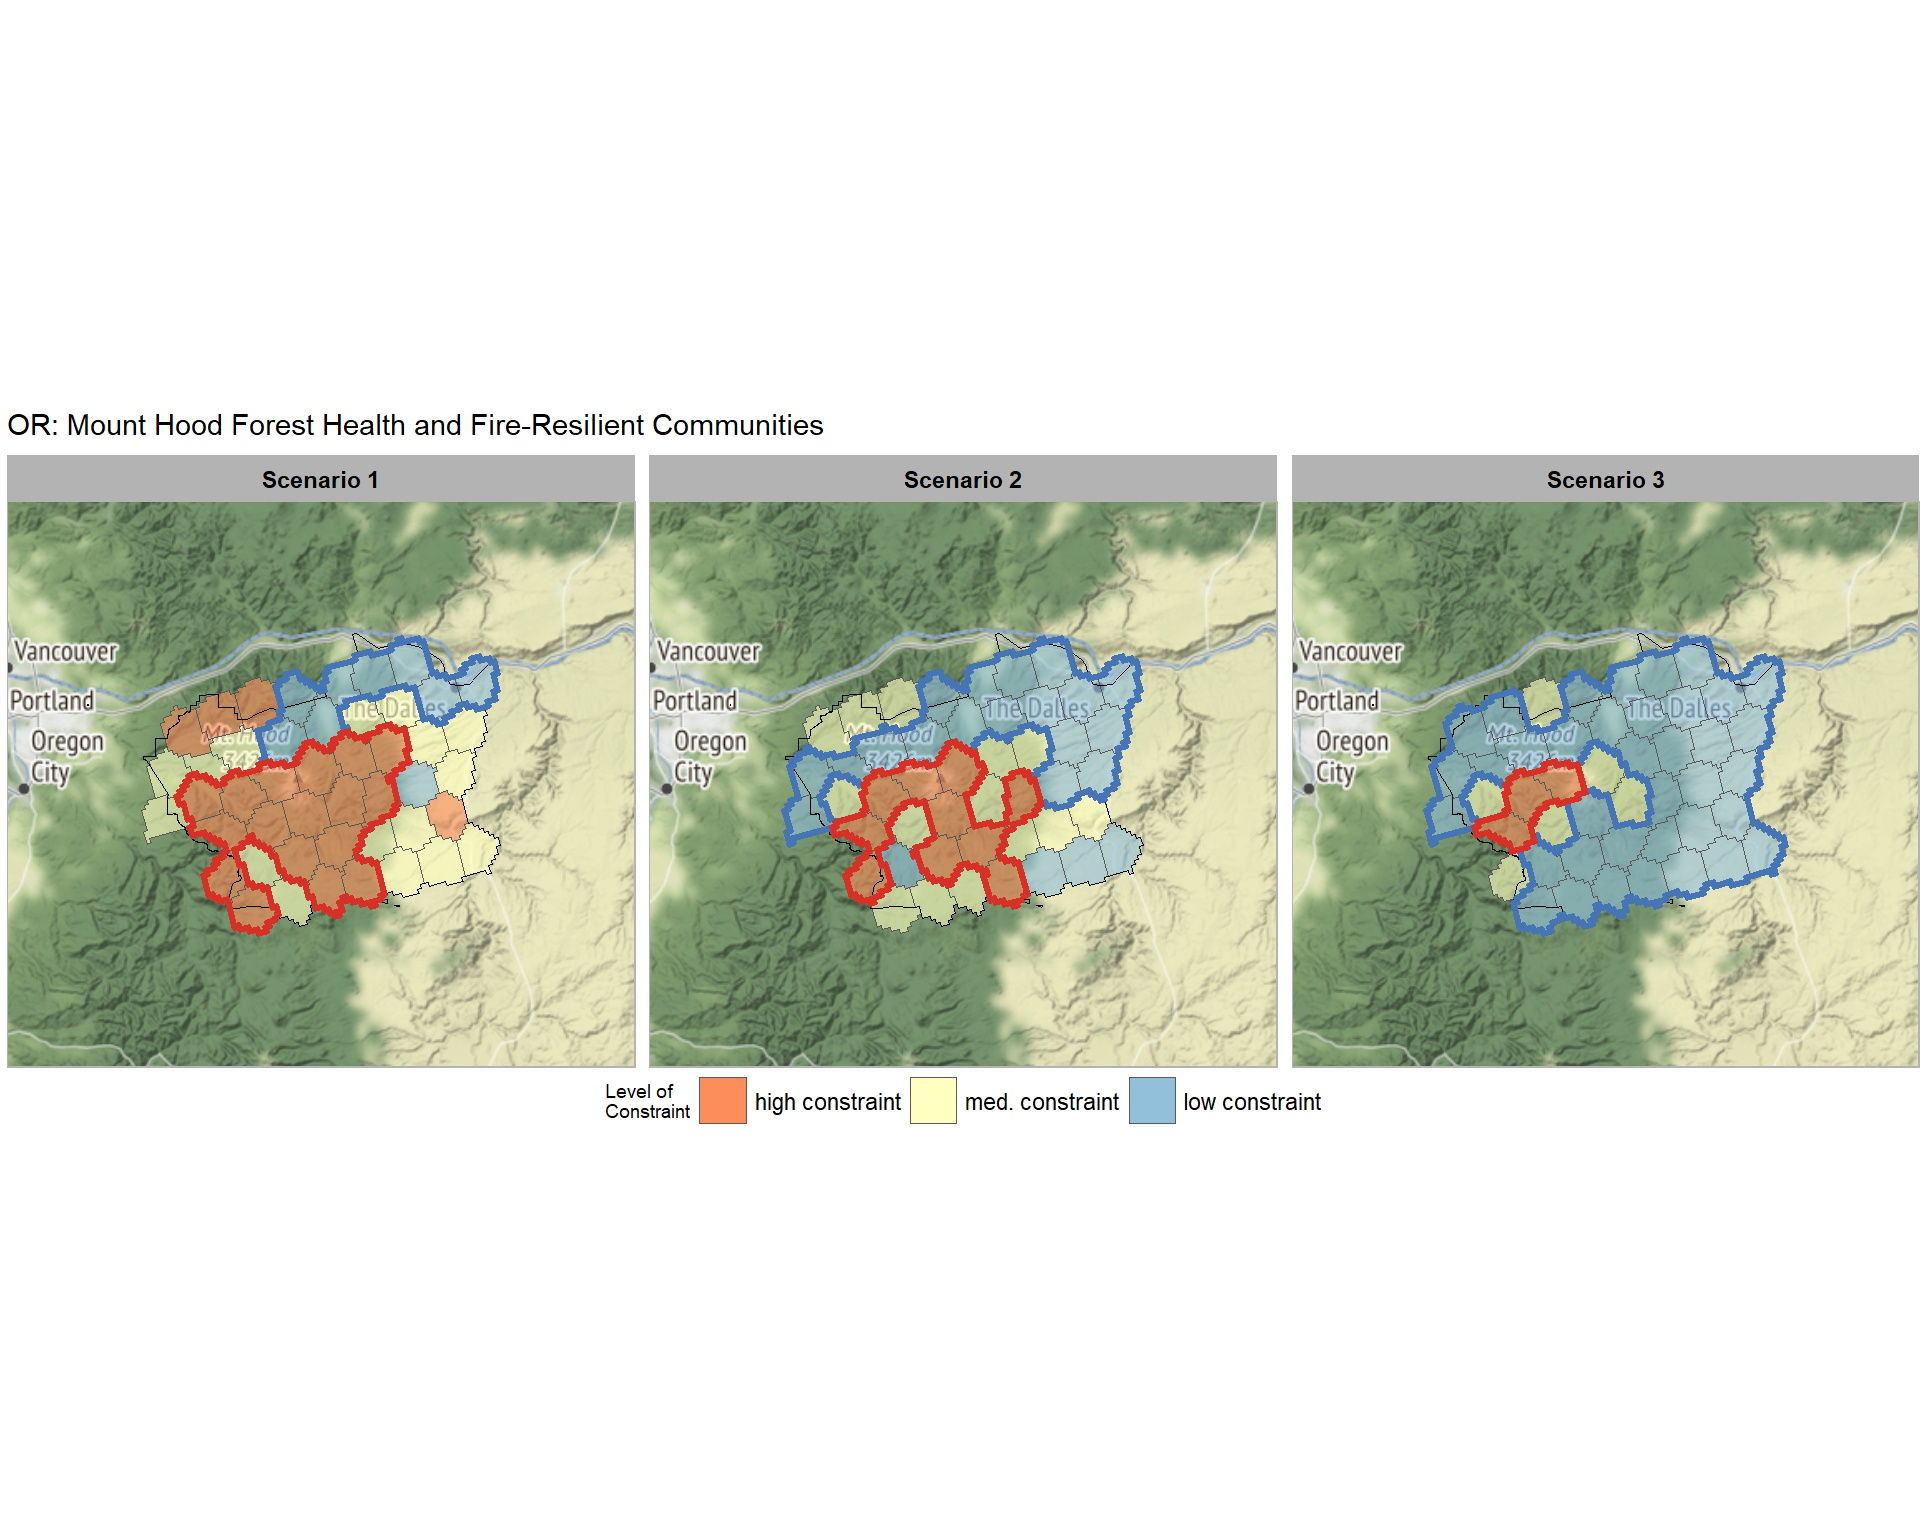 OR: Mount Hood Forest Health and Fire-Resilient Communities
Scenario 1
Scenario 2
Scenario 3
Vancouver
Portland
Oregon
City
Mt. Hood
The Dalles
Vancouver
Portland
Oregon
City
Mt. Hood
The Dalles
Vancouver
Portland
Oregon
City
Mt. Hood
The Dalles
Level of
Constraint
high constraint
med. constraint
low constraint